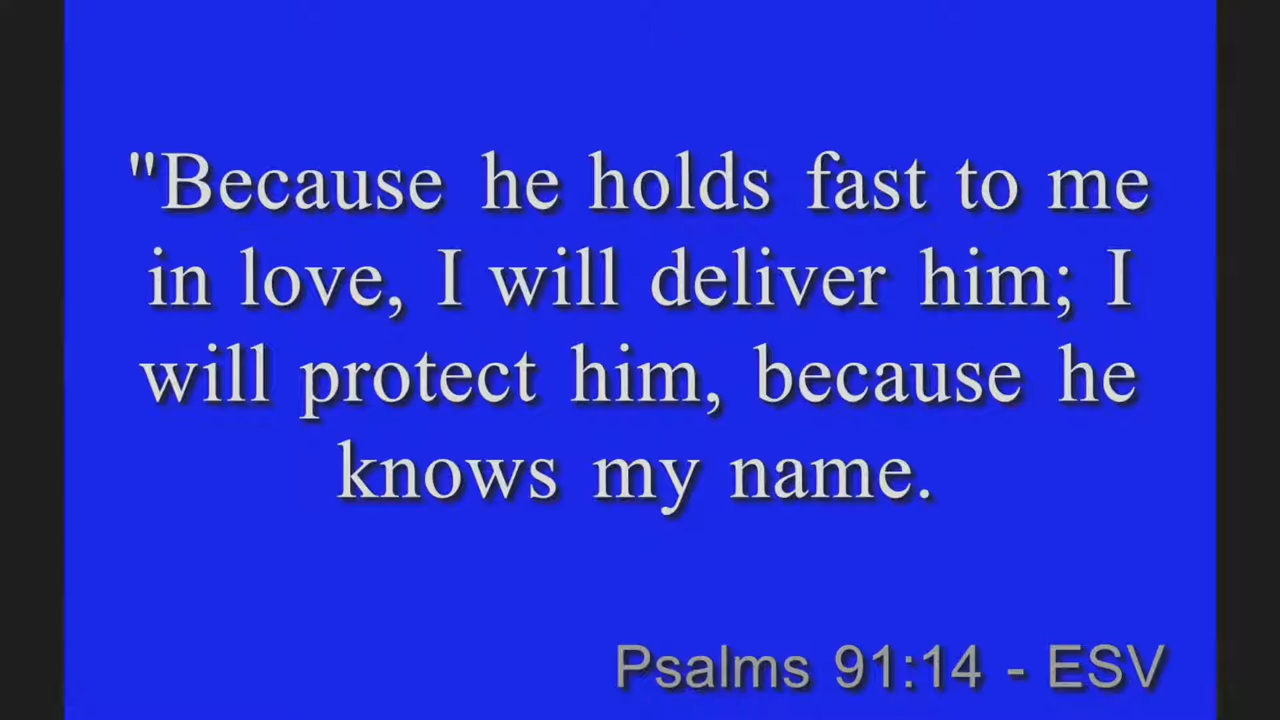 "Because he holds fast to me
in love, I will deliver him; I
will protect him, because he
knows my name.
Psalms 91:14 - ESV